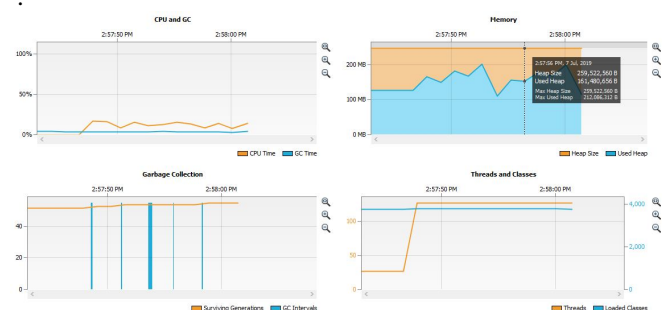 CPU and GC
2:57:50 PM 2:58:00 PM
100%
50%
0%
CPU Time GC Time
Memory
2:57:50 PM 2:58:00 PM
200 MB
100 MB
0 MB
2:57:56 PM, 7 Jul, 2019
Heap Size 259,522,560 B
Used Heap 161,480,656 B
Max Heap Size 259,522,560 B
Max Used Heap 212,086,312 B
Heap Size Used Heap
Garbage Collection
2:57:50 PM 2:58:00 PM
40
20
0
Surviving Generations GC Intervals
Threads and Classes
2:57:50 PM 2:58:00 PM
100
50
0
4,000
2,000
0
Threads Loaded Classes